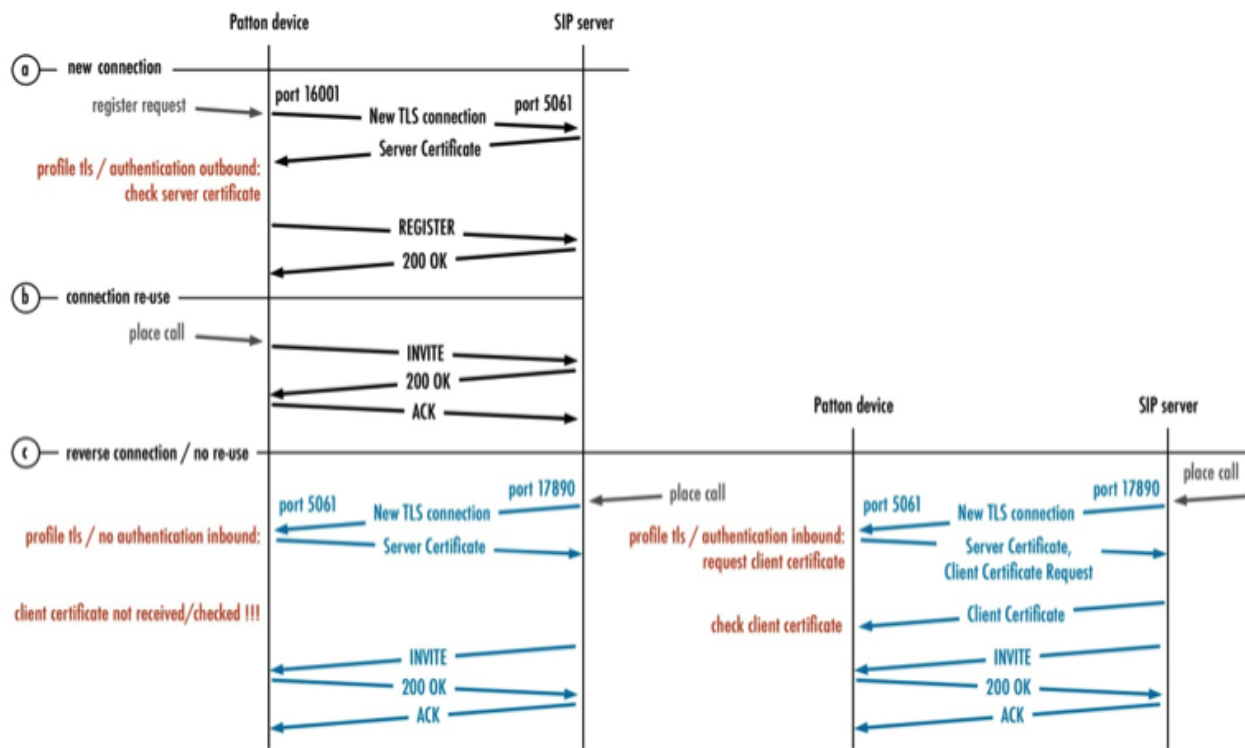 Patton device
SIP server
a
new connection
port 16001
port 5061
register request
New TLS connection
Server Certificate
profile tls / authentication outbound:
check server certificate
REGISTER
200 OK
b
connection re-use
place call
INVITE
200 OK
ACK
Patton device
SIP server
c
reverse connection / no re-use
port 5061
port 17890
place call
New TLS connection
profile tls / no authentication inbound:
Server Certificate
client certificate not received/checked !!!
INVITE
200 OK
ACK
port 5061
port 17890
place call
New TLS connection
profile tls / authentication inbound:
request client certificate
Server Certificate,
Client Certificate Request
Client Certificate
check client certificate
INVITE
200 OK
ACK